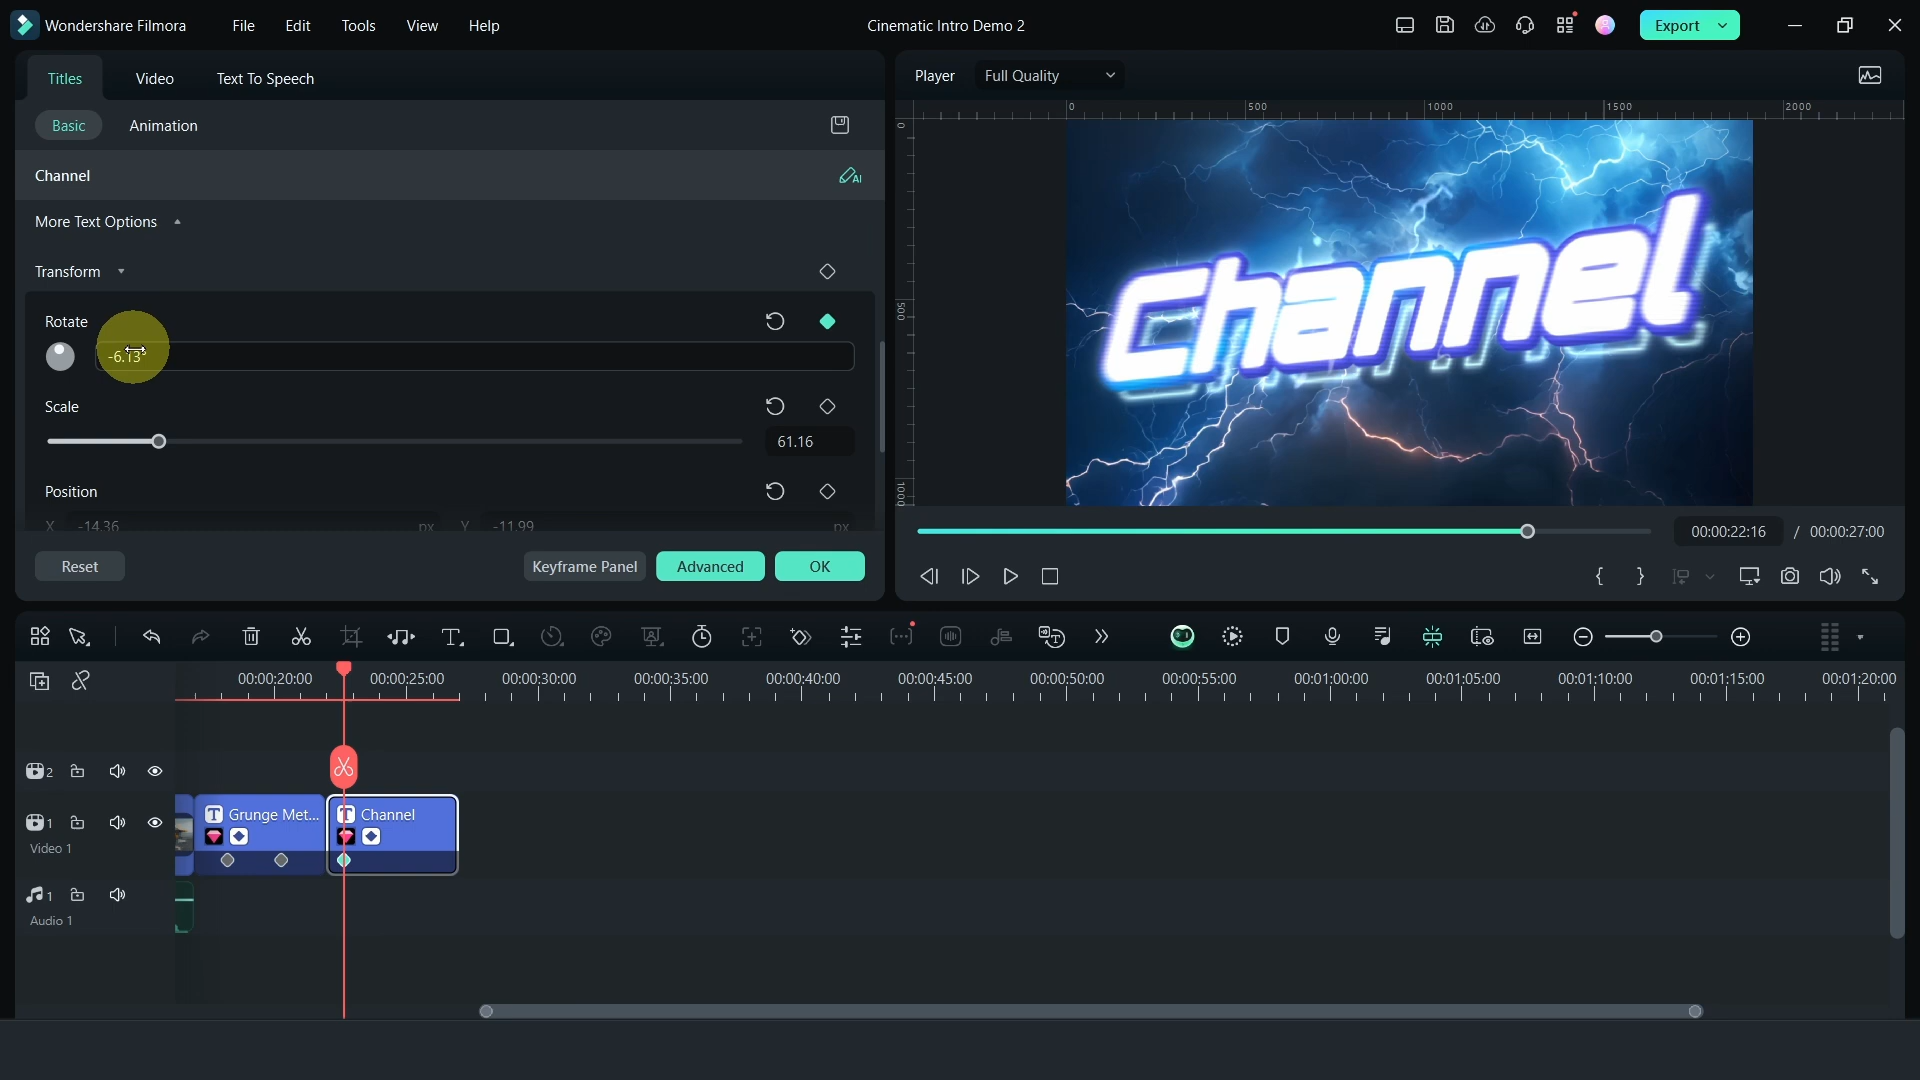 Wondershare Filmora
File
Edit
Tools
View
Help
Cinematic Intro Demo 2
Export
Titles
Video
Text To Speech
Player
Full Quality
Basic
Animation
Channel
AI
More Text Options
Transform
Rotate
-6.13°
Scale
61.16
Position
X -14.36 px Y -11.99 px
Reset
Keyframe Panel
Advanced
OK
0 500 1000 1500 2000
0
500
1000
Channel
00:00:22:16 / 00:00:27:00
00:00:20:00 00:00:25:00 00:00:30:00 00:00:35:00 00:00:40:00 00:00:45:00 00:00:50:00 00:00:55:00 00:01:00:00 00:01:05:00 00:01:10:00 00:01:15:00 00:01:20:00
2
1
Video 1
T Grunge Met...
T Channel
1
Audio 1